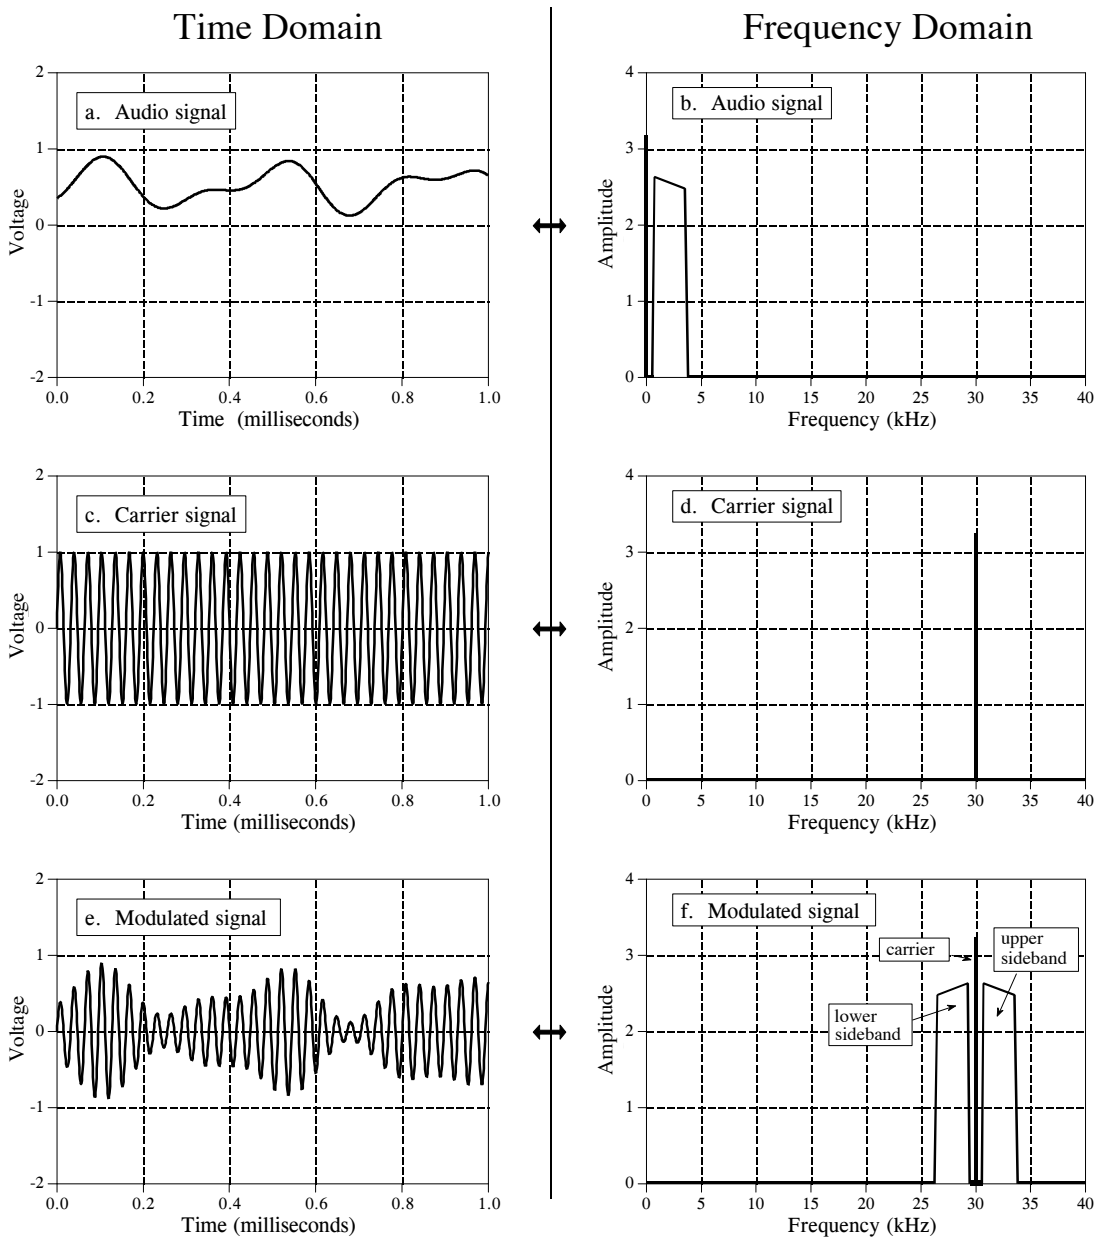 Time Domain
Frequency Domain
a. Audio signal
Voltage
2
1
0
-1
-2
0.0 0.2 0.4 0.6 0.8 1.0
Time (milliseconds)
b. Audio signal
Amplitude
4
3
2
1
0
0 5 10 15 20 25 30 35 40
Frequency (kHz)
c. Carrier signal
Voltage
2
1
0
-1
-2
0.0 0.2 0.4 0.6 0.8 1.0
Time (milliseconds)
d. Carrier signal
Amplitude
4
3
2
1
0
0 5 10 15 20 25 30 35 40
Frequency (kHz)
e. Modulated signal
Voltage
2
1
0
-1
-2
0.0 0.2 0.4 0.6 0.8 1.0
Time (milliseconds)
f. Modulated signal
carrier
upper
sideband
lower
sideband
Amplitude
4
3
2
1
0
0 5 10 15 20 25 30 35 40
Frequency (kHz)